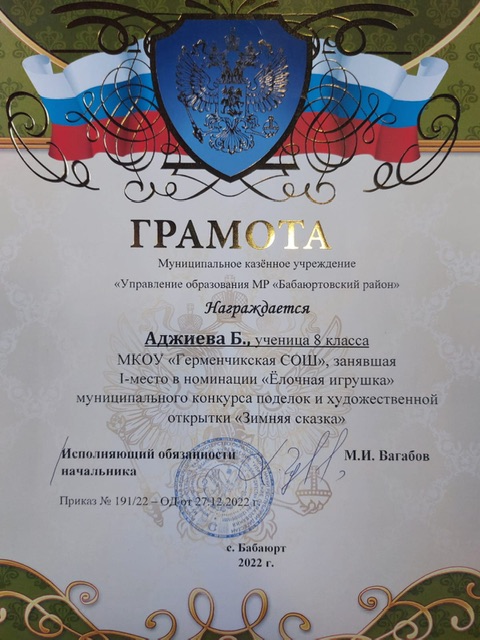 ГРАМОТА
Муниципальное казённое учреждение
«Управление образования МР «Бабаюртовский район»
Награждается
Аджиева Б., ученица 8 класса
МКОУ «Герменчикская СОШ», занявшая
I-место в номинации «Ёлочная игрушка»
муниципального конкурса поделок и художественной
открытки «Зимняя сказка»
Исполняющий обязанности
начальника
М.И. Вагабов
Приказ № 191/22 – ОД от 27.12.2022 г.
с. Бабаюрт
2022 г.